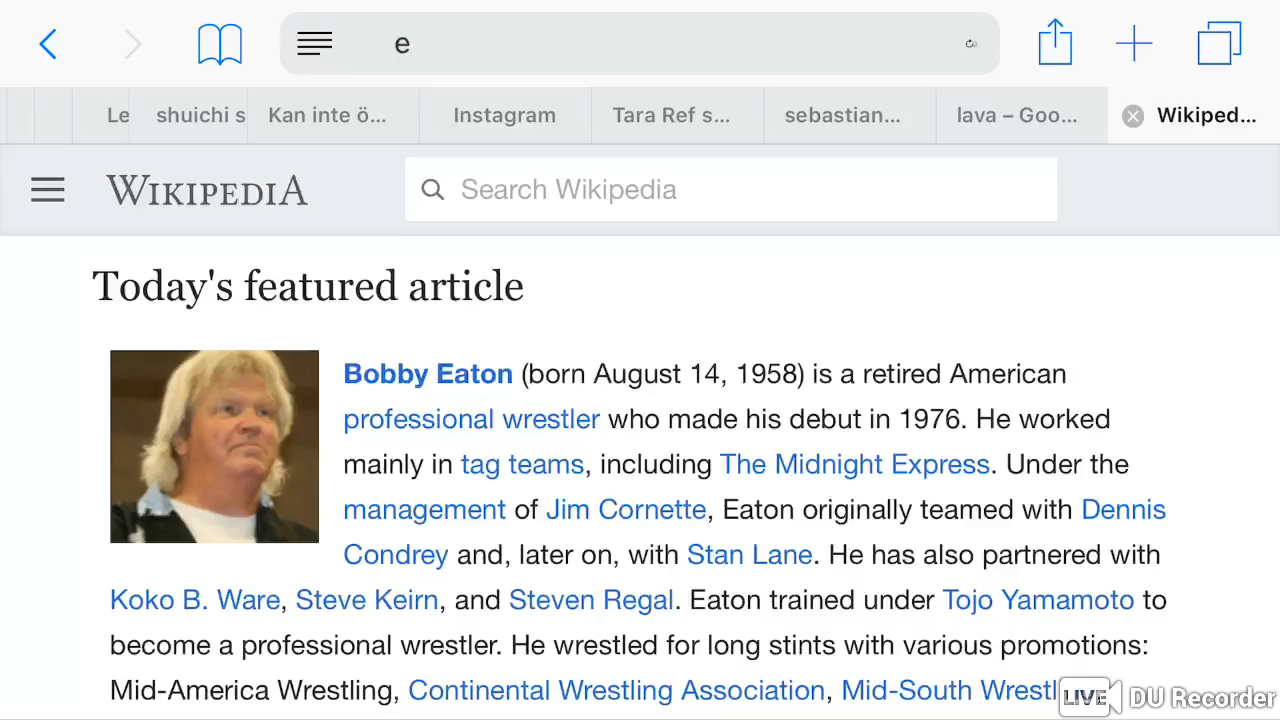 e
Le
shuichi s
Kan inte ö...
Instagram
Tara Ref s...
sebastian...
lava – Goo...
Wikiped...
WIKIPEDIA
Search Wikipedia
Today's featured article
Bobby Eaton (born August 14, 1958) is a retired American
professional wrestler who made his debut in 1976. He worked
mainly in tag teams, including The Midnight Express. Under the
management of Jim Cornette, Eaton originally teamed with Dennis
Condrey and, later on, with Stan Lane. He has also partnered with
Koko B. Ware, Steve Keirn, and Steven Regal. Eaton trained under Tojo Yamamoto to
become a professional wrestler. He wrestled for long stints with various promotions:
Mid-America Wrestling, Continental Wrestling Association, Mid-South Wrestl
LIVE DU Recorder